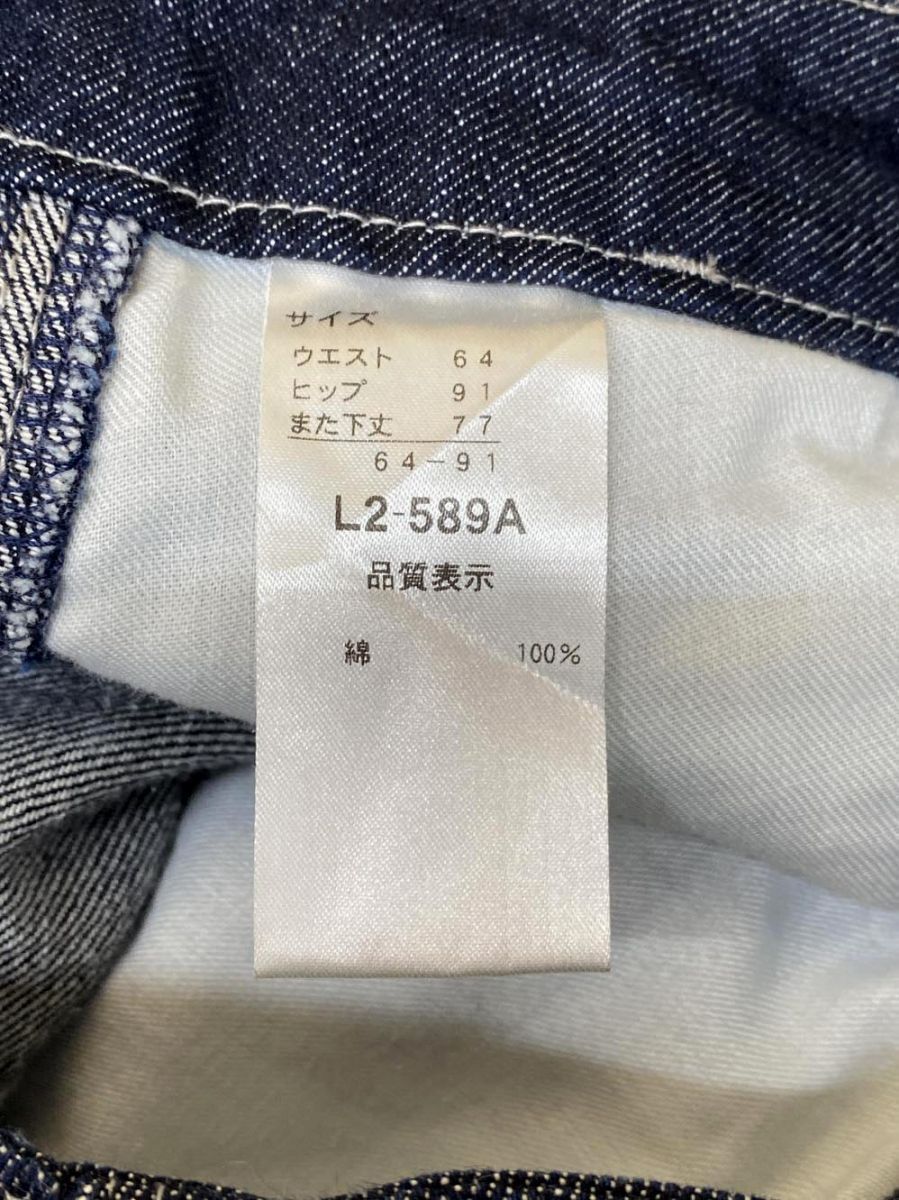 サイズ
ウエスト 64
ヒップ 91
また下丈 77
64-91
L2-589A
品質表示
綿 100%